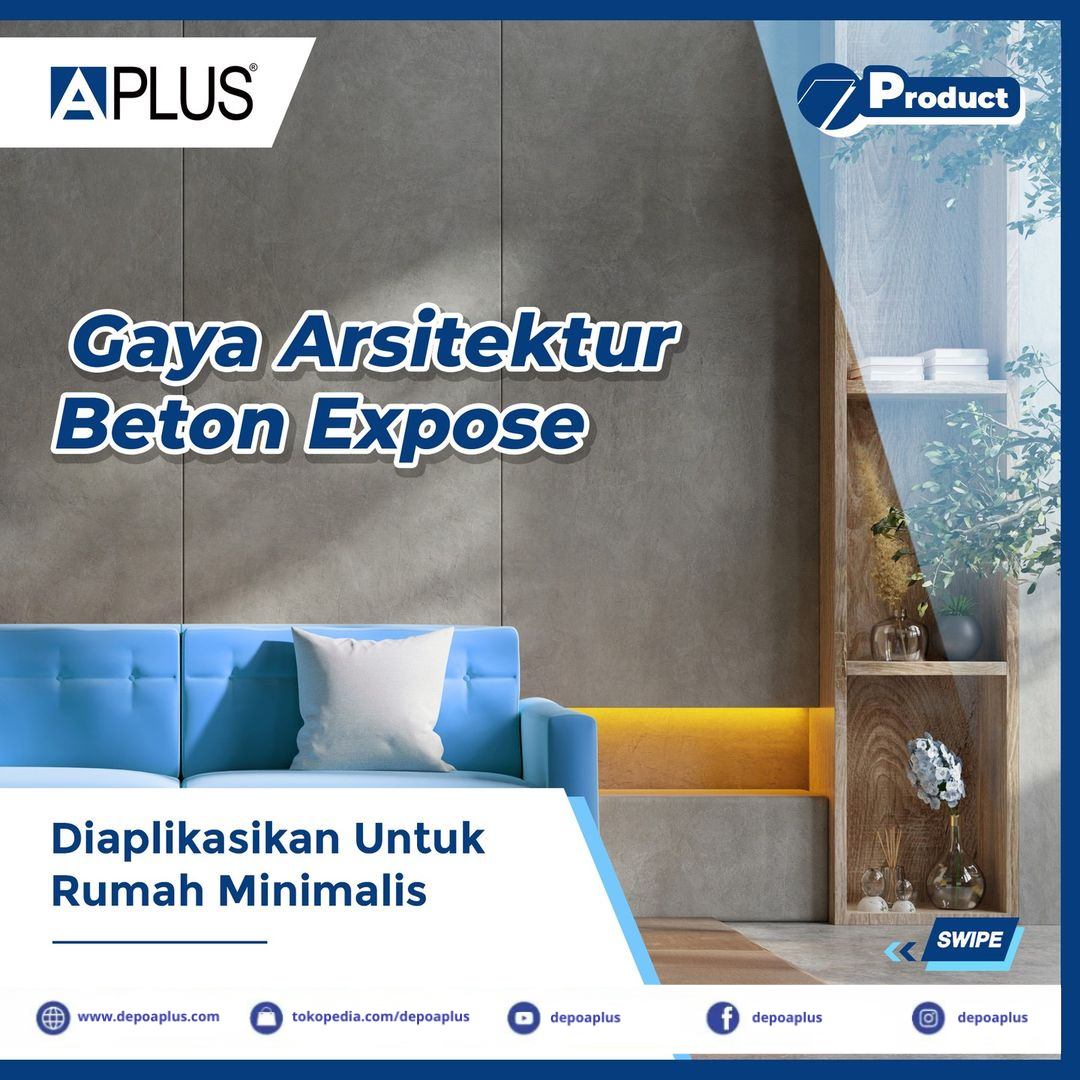 APLUS®
7 Product
Gaya Arsitektur
Beton Expose
Diaplikasikan Untuk
Rumah Minimalis
SWIPE
www.depoaplus.com
tokopedia.com/depoaplus
depoaplus
depoaplus
depoaplus